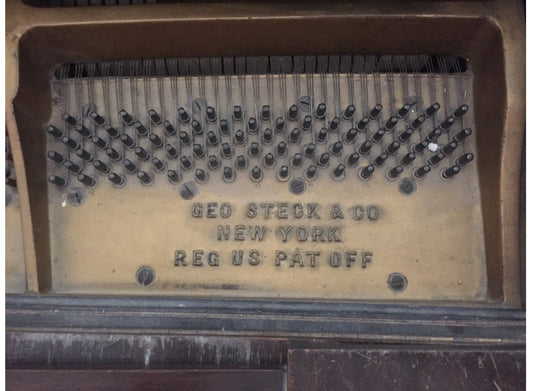 GEO STECK & CO
NEW YORK
REG US PAT OFF